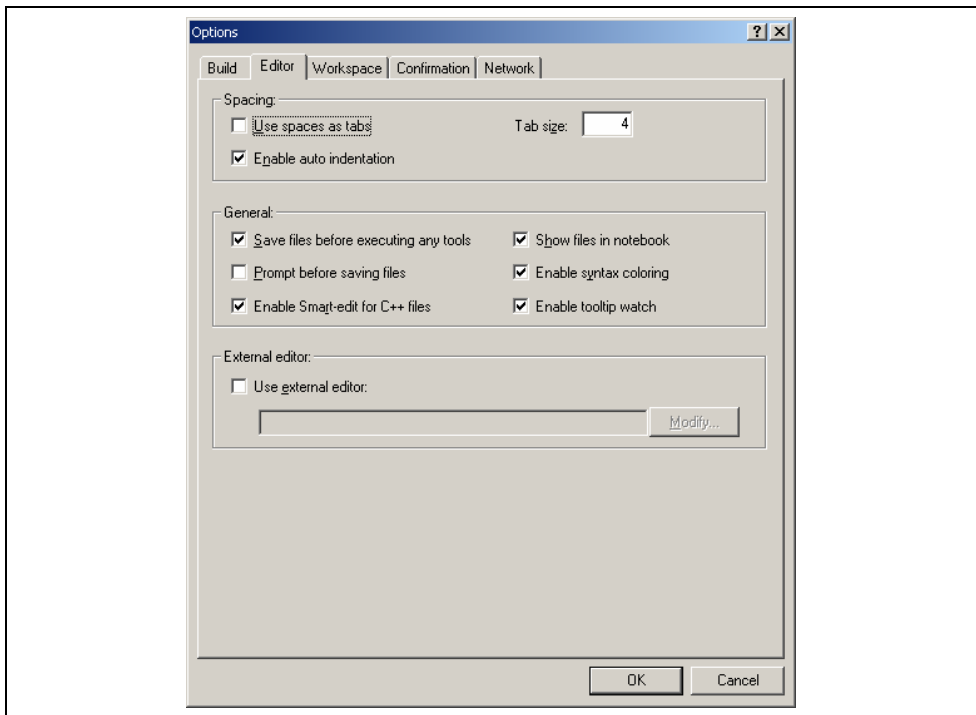 Options
Build Editor Workspace Confirmation Network
Spacing:
Use spaces as tabs Tab size: 4
Enable auto indentation
General:
Save files before executing any tools Show files in notebook
Prompt before saving files Enable syntax coloring
Enable Smart-edit for C++ files Enable tooltip watch
External editor:
Use external editor:
Modify...
OK Cancel